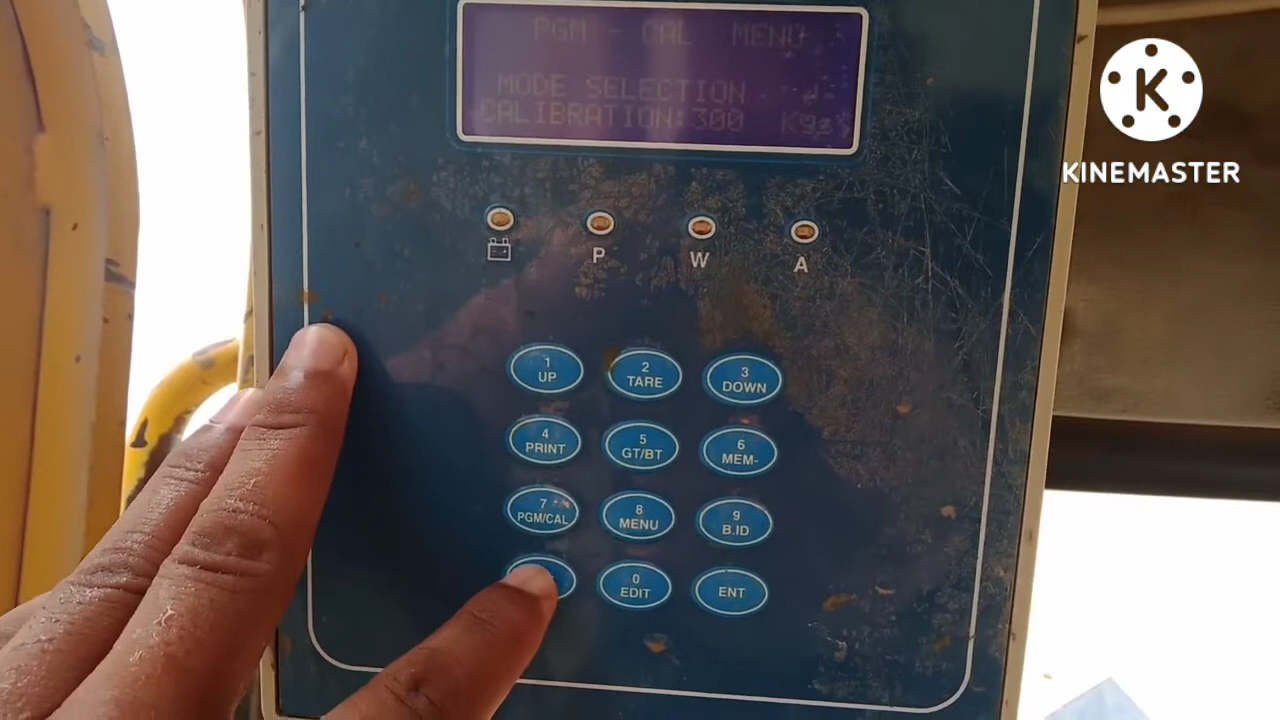 PGM - CAL MENU
MODE SELECTION
CALIBRATION:300 Kgs
K
KINEMASTER
P
W
A
1
UP
2
TARE
3
DOWN
4
PRINT
5
GT/BT
6
MEM-
7
PGM/CAL
8
MENU
9
B.ID
0
EDIT
ENT